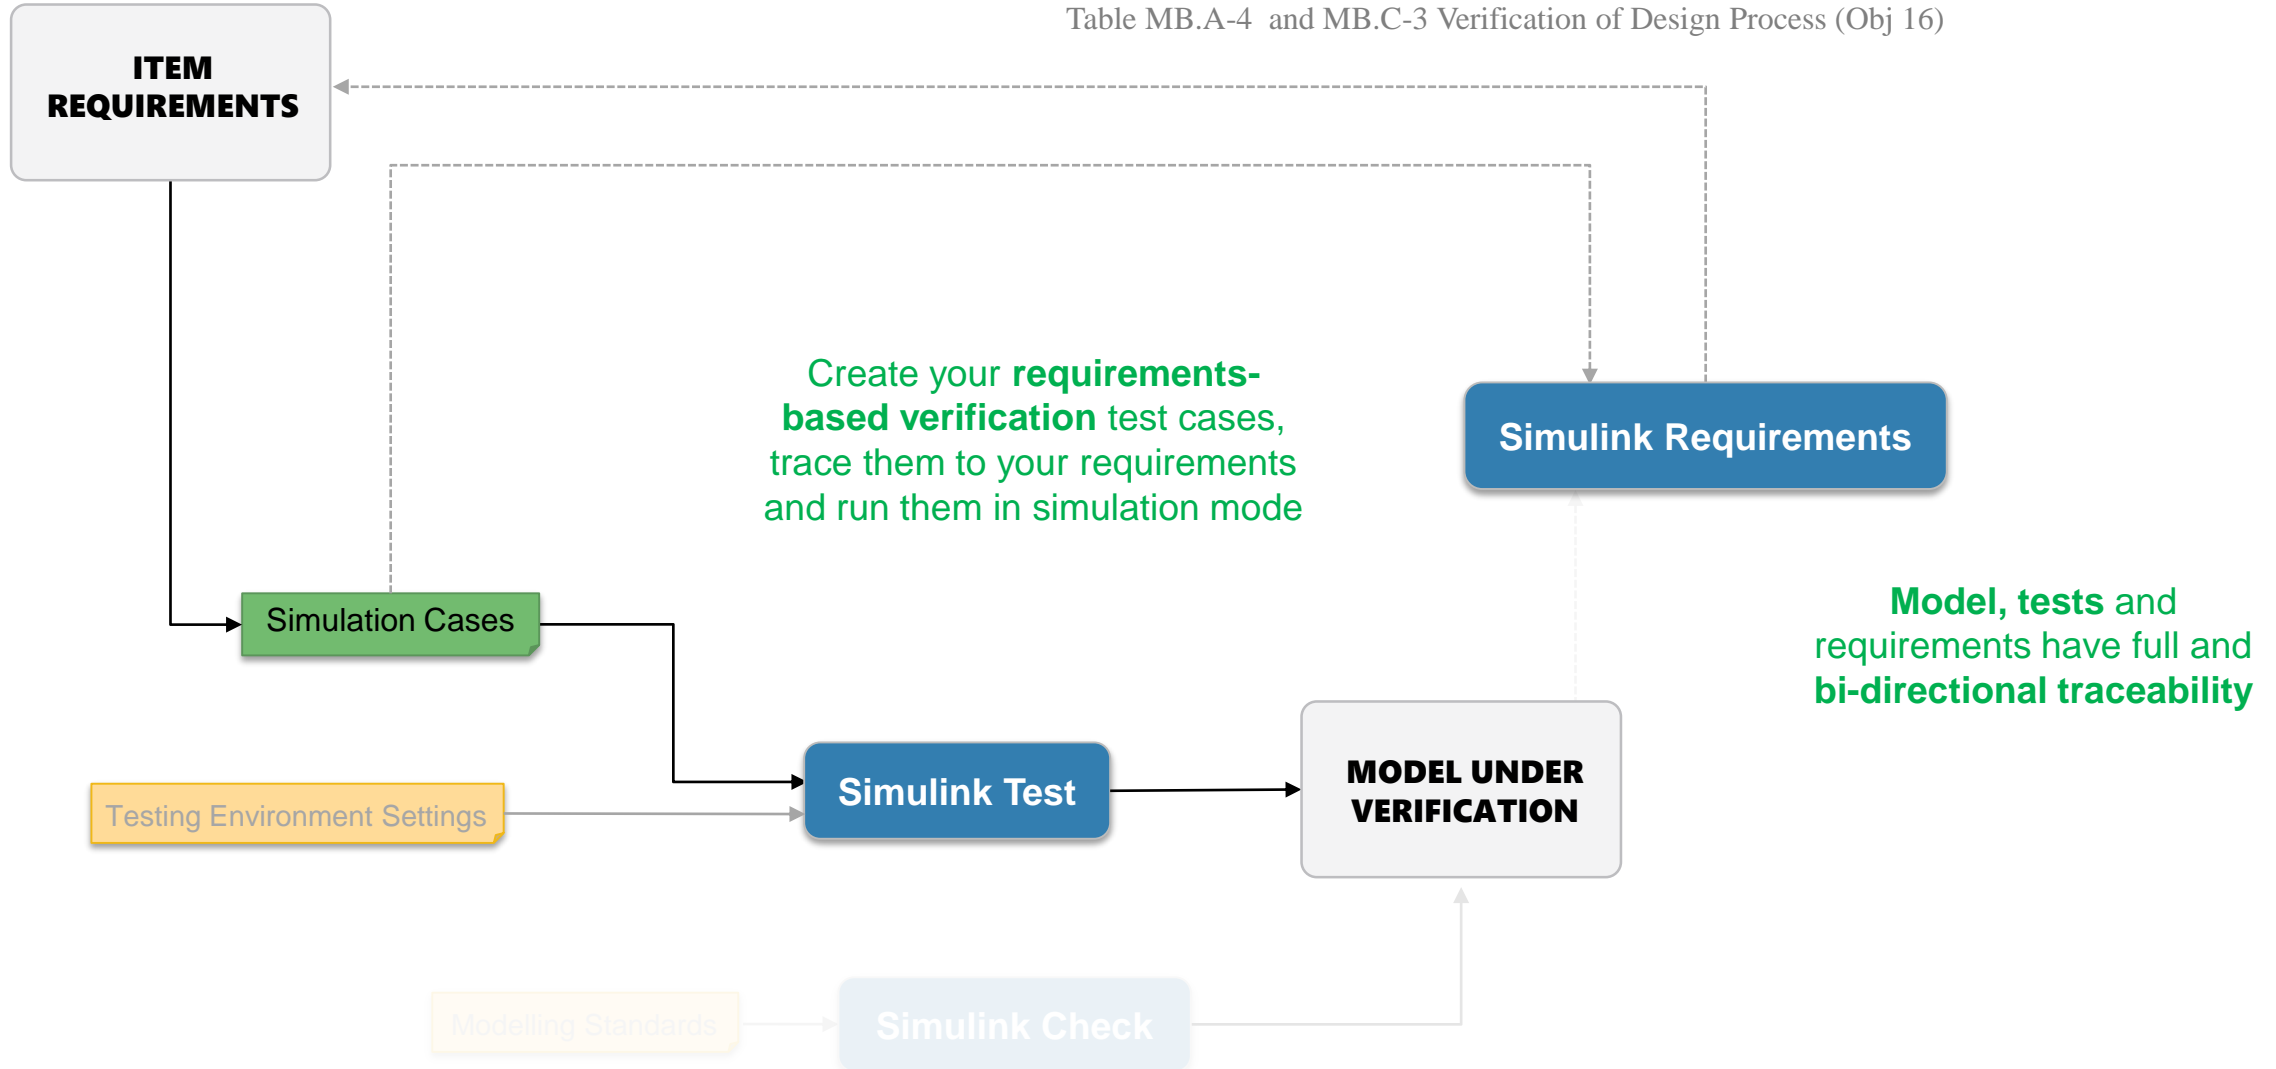 Table MB.A-4  and MB.C-3 Verification of Design Process (Obj 16)
ITEM
REQUIREMENTS
Create your requirements-
based verification test cases,
trace them to your requirements
and run them in simulation mode
Simulink Requirements
Simulation Cases
Model, tests and
requirements have full and
bi-directional traceability
Simulink Test
MODEL UNDER
VERIFICATION
Testing Environment Settings
Modelling Standards
Simulink Check